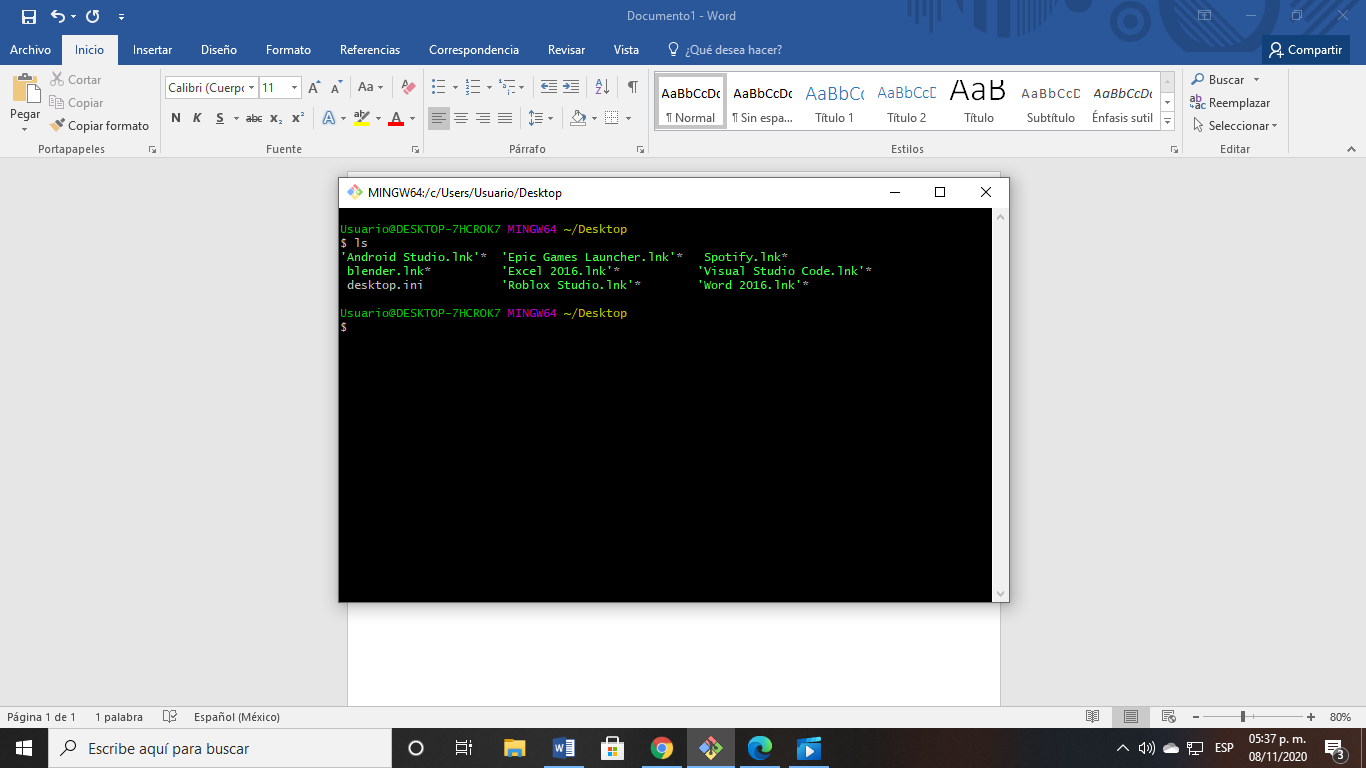 Documento1 - Word
Archivo Inicio Insertar Diseño Formato Referencias Correspondencia Revisar Vista ¿Qué desea hacer? Compartir
Pegar
Cortar
Copiar
Copiar formato
Portapapeles
Calibri (Cuerpo 11 Aa
N K S abc x₂ x² A ab A
Fuente
Párrafo
AaBbCcDc AaBbCcDc AaBbCc AaBbCcD AaB AaBbCcD AaBbCcDc
¶ Normal ¶ Sin espa... Título 1 Título 2 Título Subtítulo Énfasis sutil
Estilos
Buscar
Reemplazar
Seleccionar
Editar
MINGW64:/c/Users/Usuario/Desktop
Usuario@DESKTOP-7HCROK7 MINGW64 ~/Desktop
$ ls
'Android Studio.lnk'* 'Epic Games Launcher.lnk'* Spotify.lnk*
blender.lnk* 'Excel 2016.lnk'* 'Visual Studio Code.lnk'*
desktop.ini 'Roblox Studio.lnk'* 'Word 2016.lnk'*
Usuario@DESKTOP-7HCROK7 MINGW64 ~/Desktop
$
Página 1 de 1 1 palabra Español (México) 80%
Escribe aquí para buscar
ESP
05:37 p. m.
08/11/2020
3